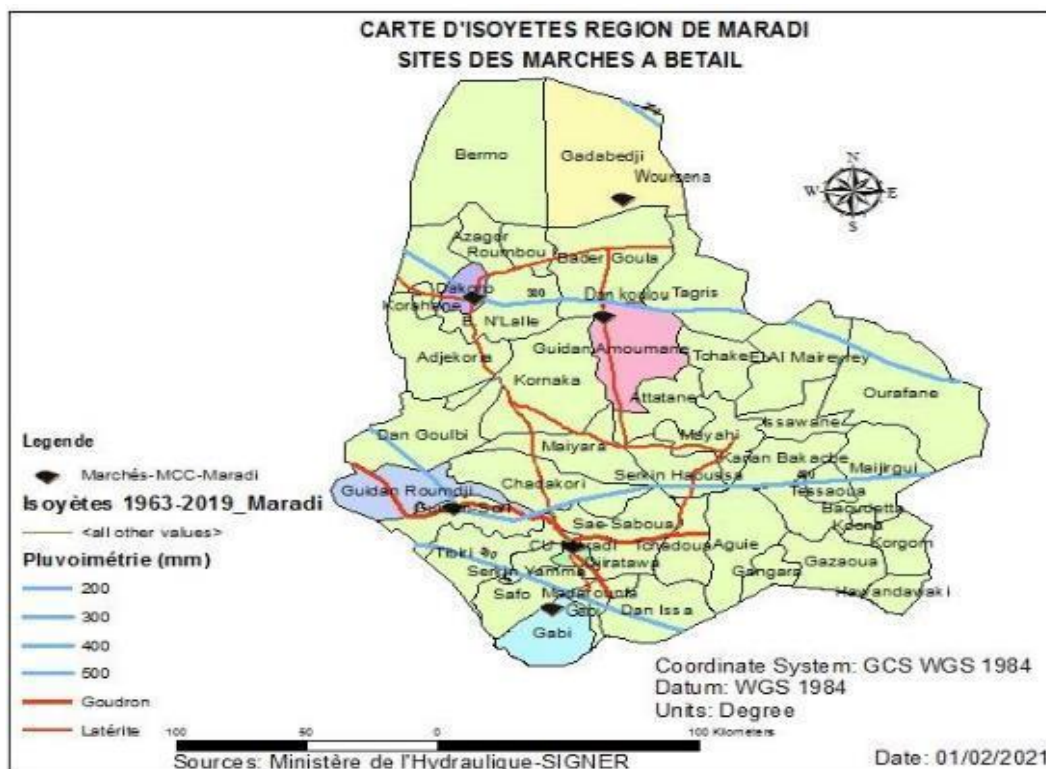 CARTE D'ISOYETES REGION DE MARADI
SITES DES MARCHES A BETAIL
Bermo
Gadabedji
Woursena
N
W
E
S
Azagor
Roumbou
Bader Goula
Dakoro
Korahane
300
Dan koulou
Tagris
B. N'Lalle
Adjekoria
Guidan Amoumane
Tchake
El Al Maireyrey
Kornaka
Ourafane
Attatane
Issawane
Dan Goulbi
Maiyara
Mayahi
Kanan Bakache
Maijirgui
Serkin Haoussa
Guidan Roumdji
Chadakori
Tessaoua
Baoudetta
Koona
Sae-Saboua
Korgom
Tibiri
CU Maradi
Djiratawa
Tchadoua
Aguie
Gangara
Gazaoua
Serkin Yamma
Safo
Madarounfa
Hawandawaki
Gabi
Dan Issa
Gabi
Legende
Marchés-MCC-Maradi
Isoyètes 1963-2019_Maradi
<all other values>
Pluvoimétrie (mm)
200
300
400
500
Goudron
Latérite
Coordinate System: GCS WGS 1984
Datum: WGS 1984
Units: Degree
100
50
0
100 Kilometers
Sources: Ministère de l'Hydraulique-SIGNER
Date: 01/02/2021